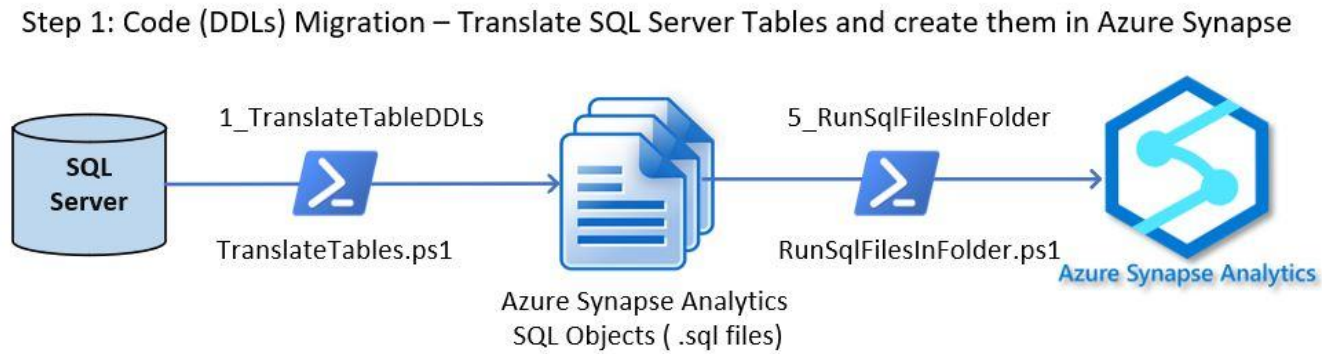 Step 1: Code (DDLs) Migration – Translate SQL Server Tables and create them in Azure Synapse
1_TranslateTableDDLs
5_RunSqlFilesInFolder
SQL
Server
TranslateTables.ps1
RunSqlFilesInFolder.ps1
Azure Synapse Analytics
Azure Synapse Analytics
SQL Objects ( .sql files)